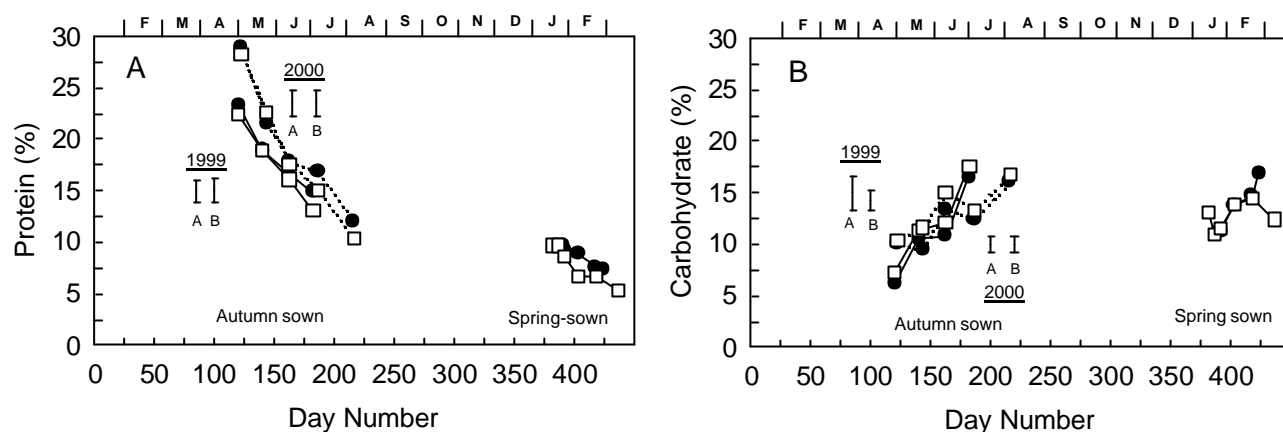 F M A M J J A S O N D J F
30
25
20
15
10
5
0
Protein (%)
A
2000
A B
1999
A B
Autumn sown
Spring-sown
0 50 100 150 200 250 300 350 400
Day Number
F M A M J J A S O N D J F
30
25
20
15
10
5
0
Carbohydrate (%)
B
1999
A B
A B
2000
Autumn sown
Spring sown
0 50 100 150 200 250 300 350 400
Day Number